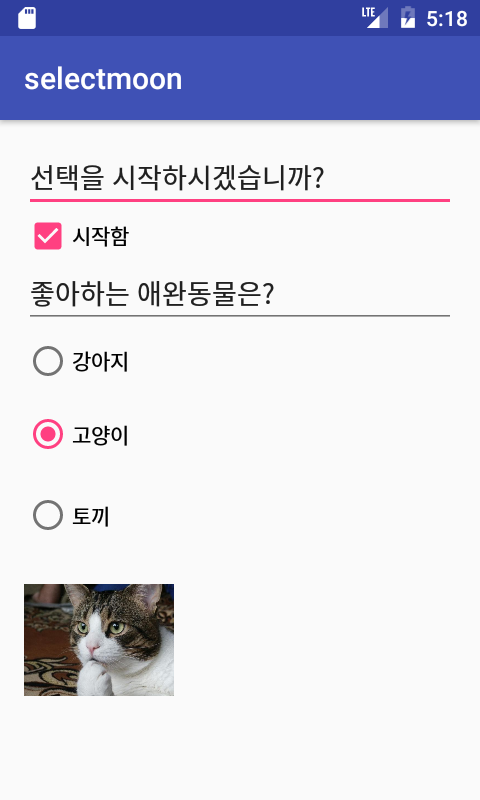 LTE 5:18
selectmoon
선택을 시작하시겠습니까?
시작함
좋아하는 애완동물은?
강아지
고양이
토끼